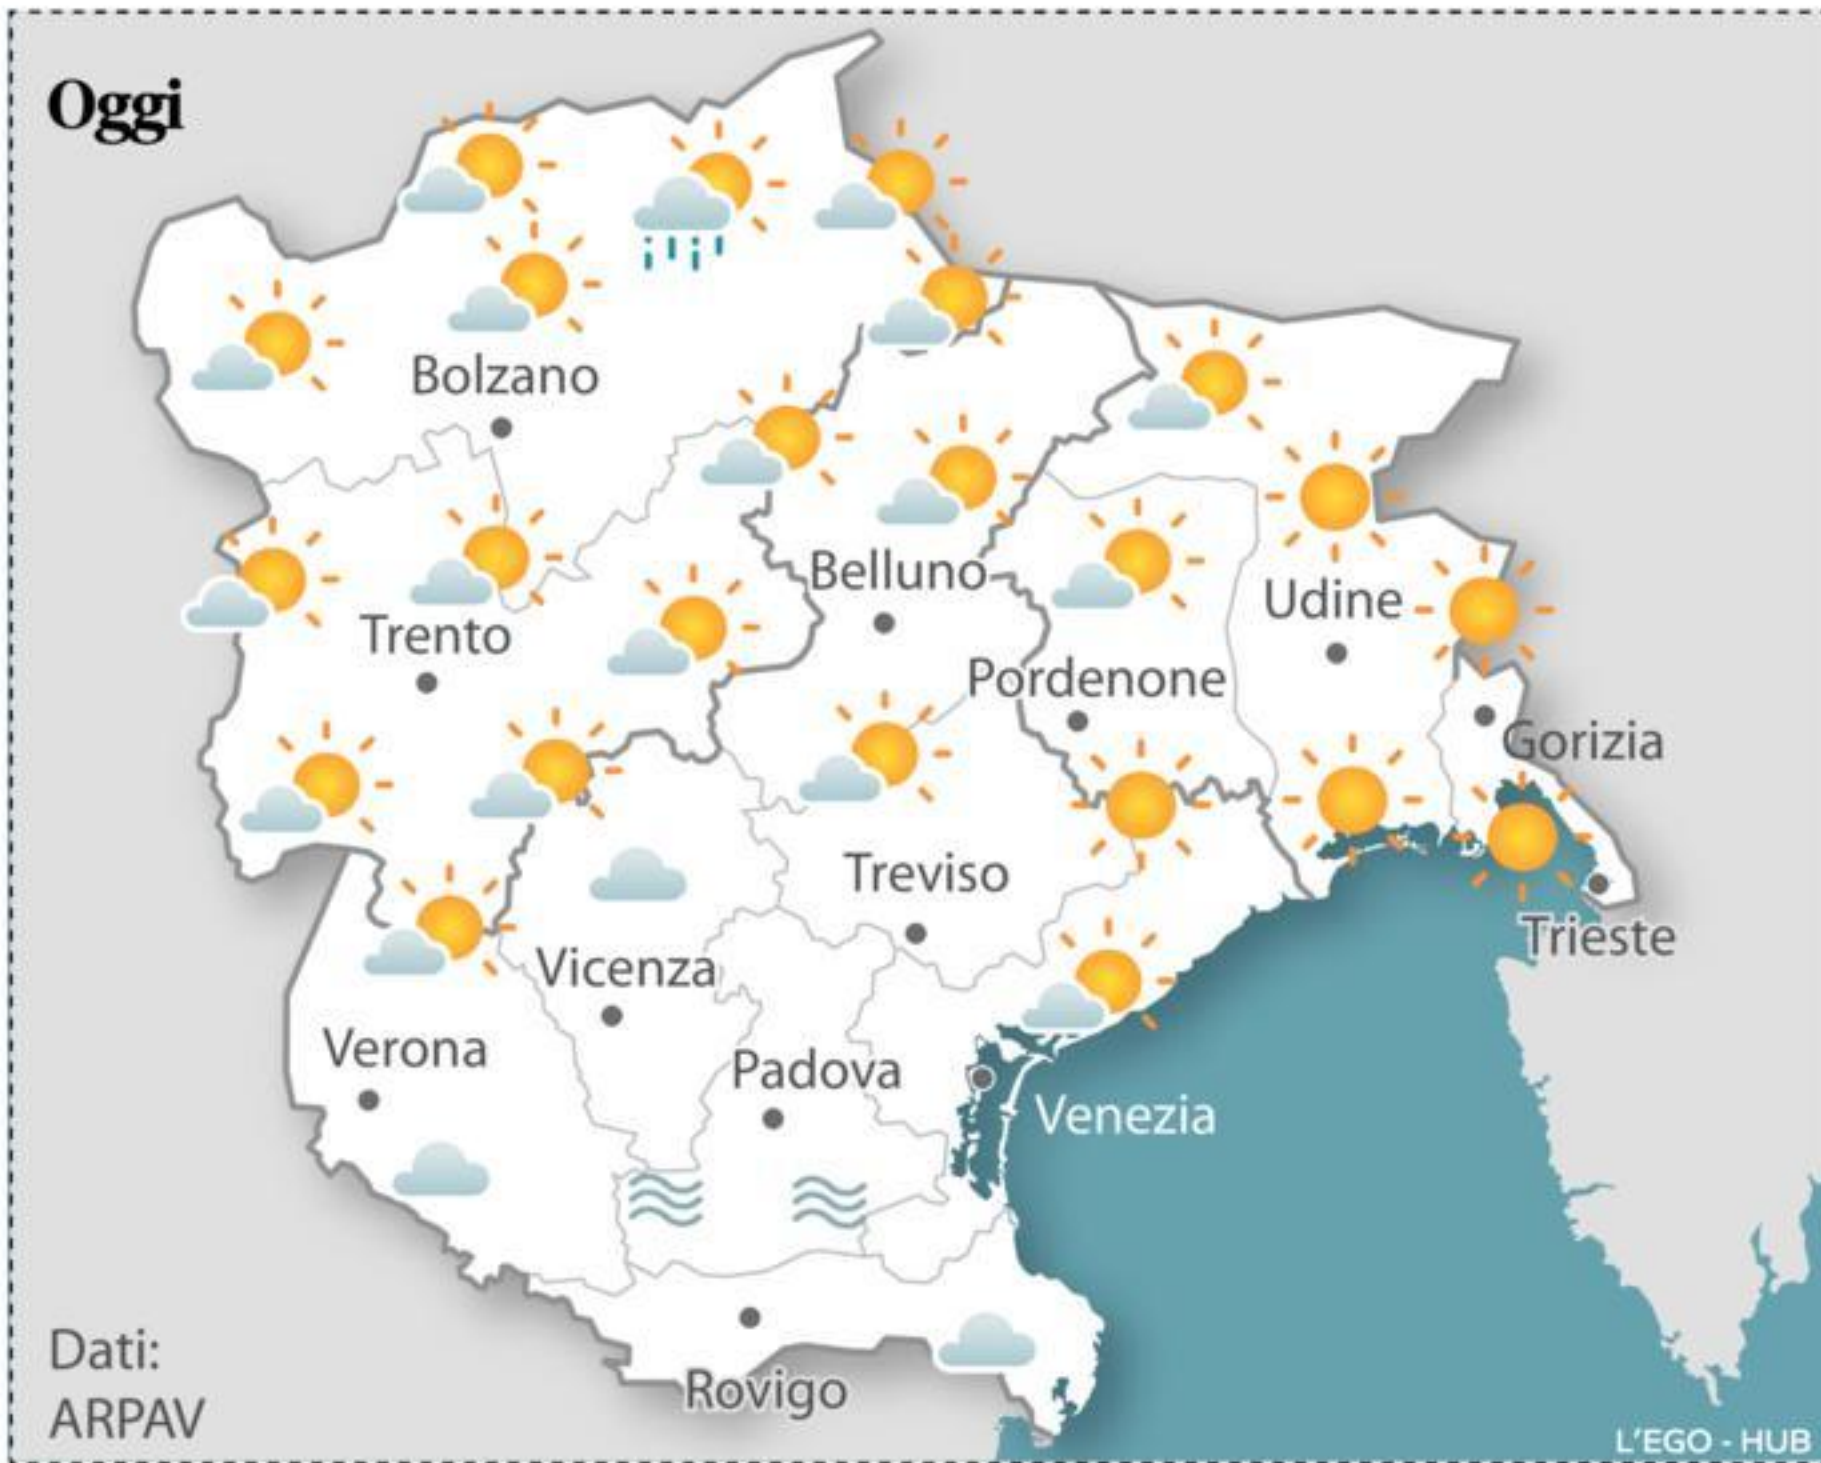 Oggi
Bolzano
Belluno
Udine
Trento
Pordenone
Gorizia
Treviso
Trieste
Vicenza
Verona
Padova
Venezia
Dati:
ARPAV
Rovigo
L'EGO - HUB